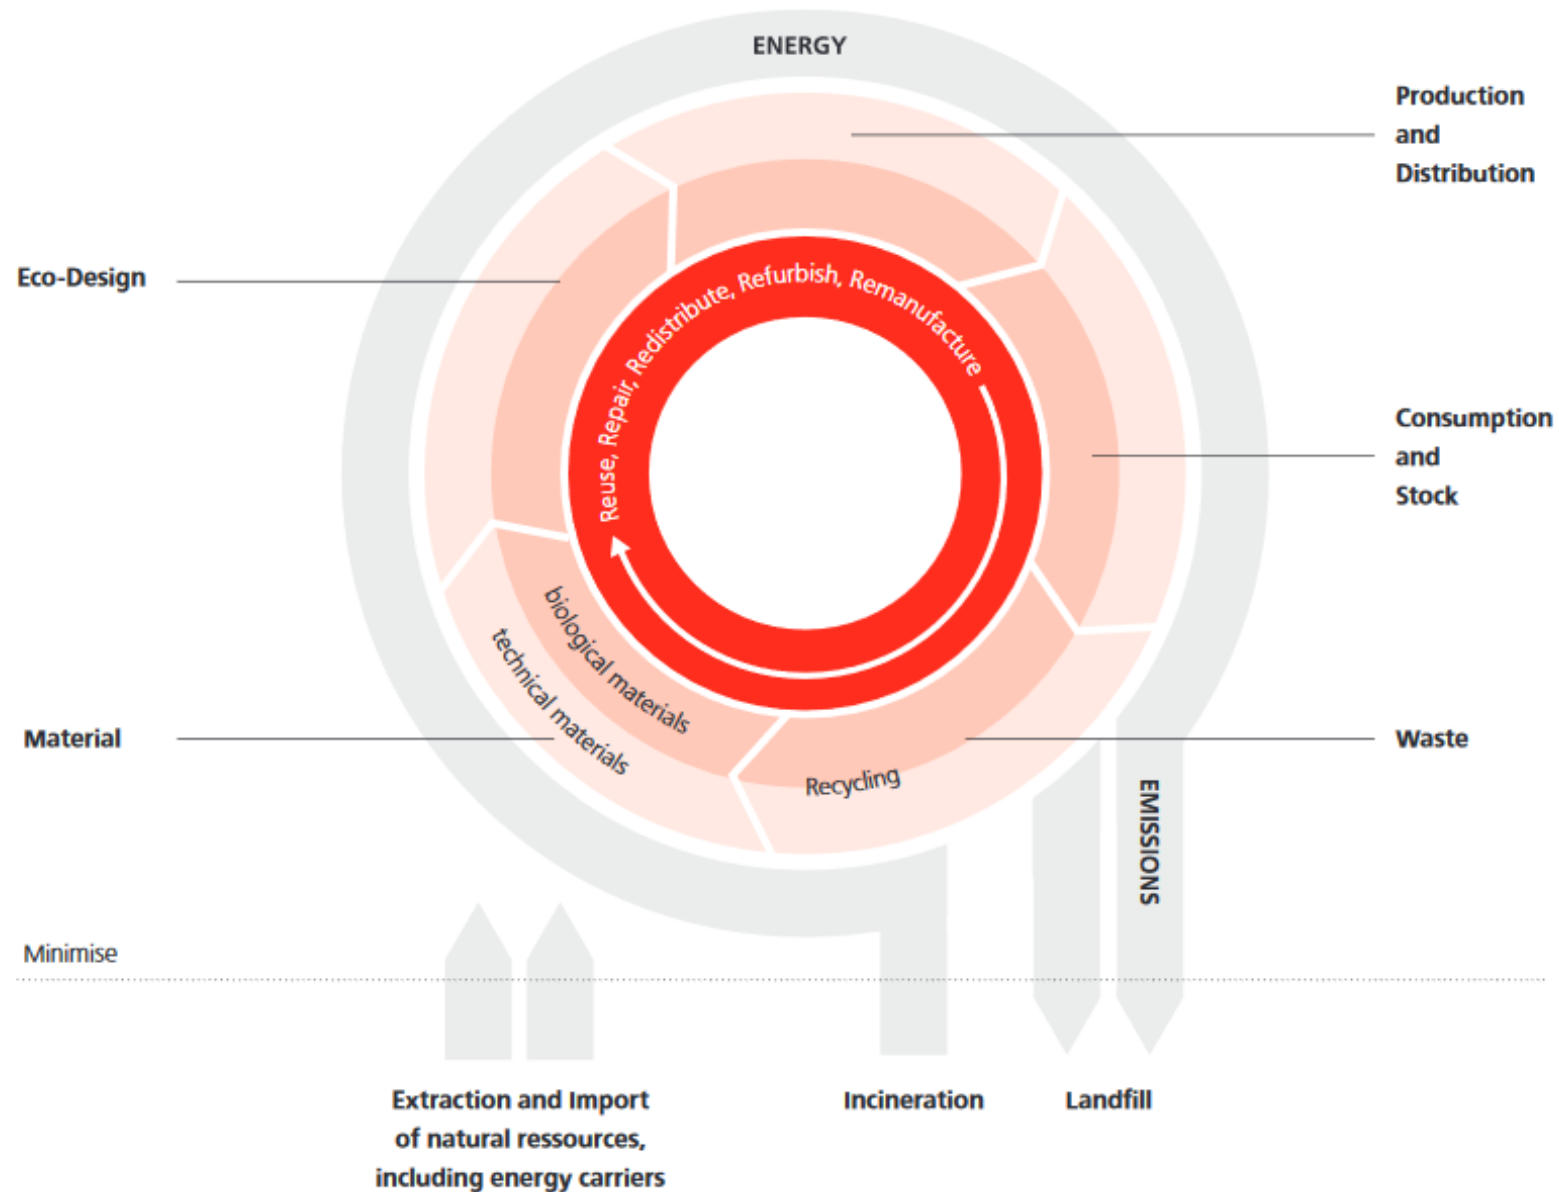 ENERGY
Production
and
Distribution
Eco-Design
Reuse, Repair, Redistribute, Refurbish, Remanufacture
Consumption
and
Stock
biological materials
technical materials
Material
Recycling
Waste
EMISSIONS
Minimise
Extraction and Import
of natural ressources,
including energy carriers
Incineration
Landfill